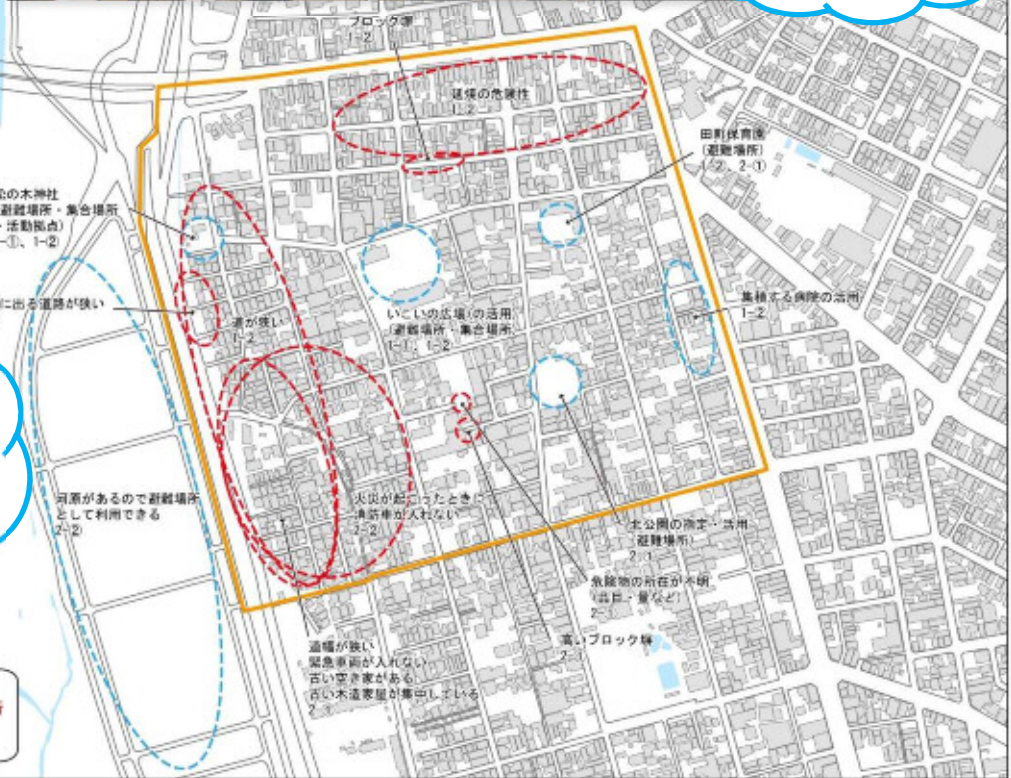 ブロック塀
1-2
延焼の危険性
1-2
田町保育園
(避難場所)
1-2、2-①
の木神社
避難場所・集合場所
・活動拠点)
-①、1-②
に出る道路が狭い
道が狭い
1-2
いこいの広場の活用
(避難場所・集合場所
1-1、1-2
集積する病院の活用
1-2
河原があるので避難場所
として利用できる
2-2)
火災が起こったときに
消防車が入れない
2-2
北公園の指定・活用
(避難場所)
2-1
危険物の所在が不明
(品目・量など)
2
高いブロック塀
2
道幅が狭い
緊急車両が入れない
古い空き家がある
古い木造家屋が集中している
2-①